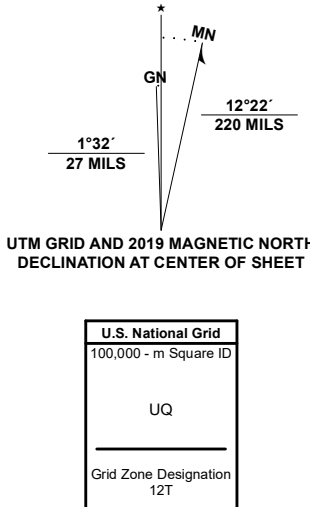 MN
GN
12°22´
220 MILS
1°32´
27 MILS
UTM GRID AND 2019 MAGNETIC NORTH
DECLINATION AT CENTER OF SHEET
U.S. National Grid
100,000 - m Square ID
UQ
Grid Zone Designation
12T